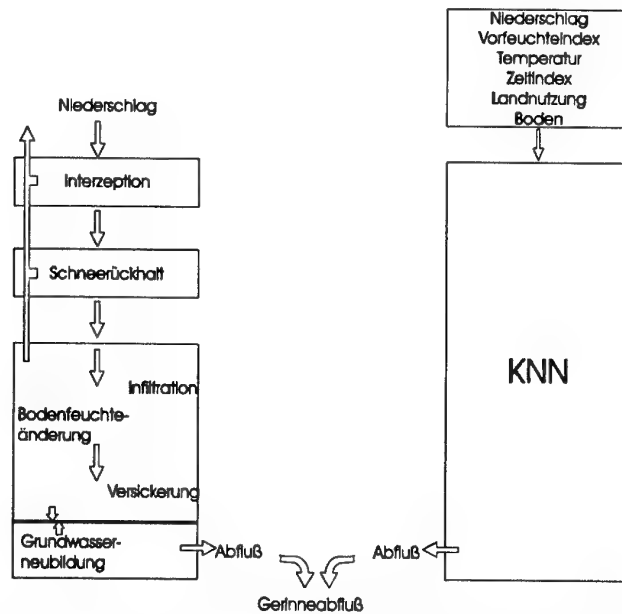 Niederschlag
Interzeption
Schneerückhalt
Infiltration
Bodenfeuchte-
änderung
Versickerung
Grundwasser-
neubildung
Abfluß
Niederschlag
Vorfeuchteindex
Temperatur
Zeitindex
Landnutzung
Boden
KNN
Abfluß
Gerinneabfluß